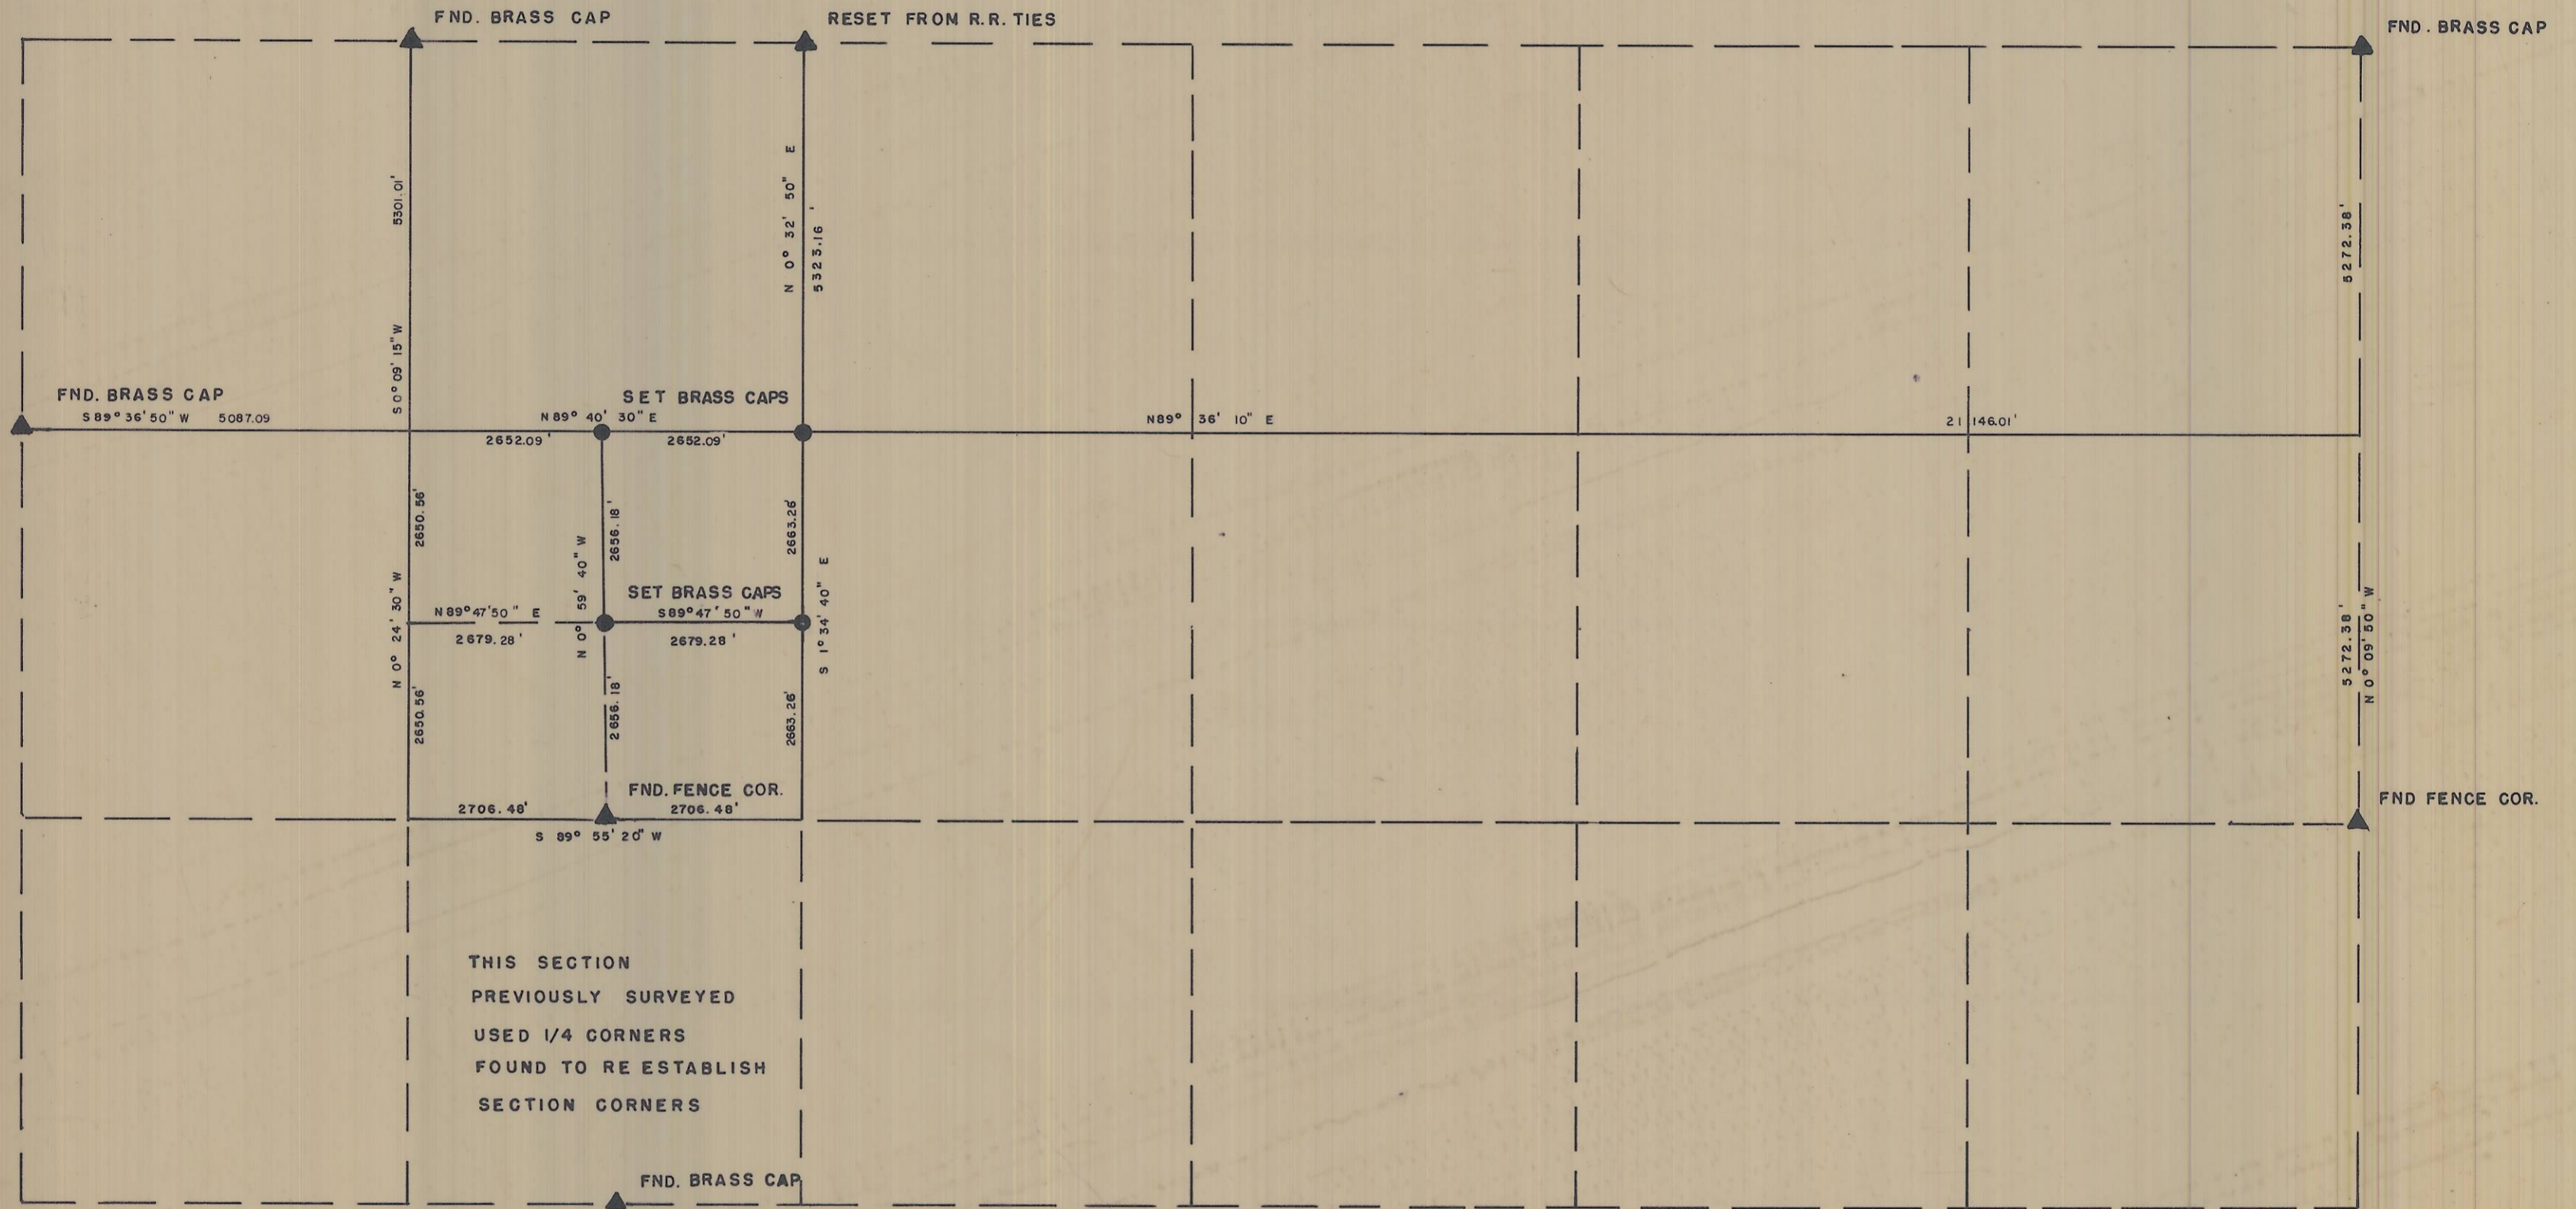 FND. BRASS CAP
RESET FROM R.R. TIES
FND. BRASS CAP
5301.01'
S 0° 09' 15" W
N 0° 32' 50" E
5323.16'
5272.38'
FND. BRASS CAP
S 89° 36' 50" W 5087.09
SET BRASS CAPS
N 89° 40' 30" E
2652.09'
2652.09'
N 89° 36' 10" E
21 146.01'
2650.56'
2656.18'
2663.26'
N 0° 24' 30" W
N 0° 59' 40" W
S 1° 34' 40" E
SET BRASS CAPS
N 89° 47' 50" E
S 89° 47' 50" W
2679.28'
2679.28'
5272.38'
N 0° 09' 50" W
2650.56'
2656.18'
2663.26'
FND. FENCE COR.
2706.48'
2706.48'
S 89° 55' 20" W
FND FENCE COR.
THIS SECTION
PREVIOUSLY SURVEYED
USED 1/4 CORNERS
FOUND TO RE ESTABLISH
SECTION CORNERS
FND. BRASS CAP